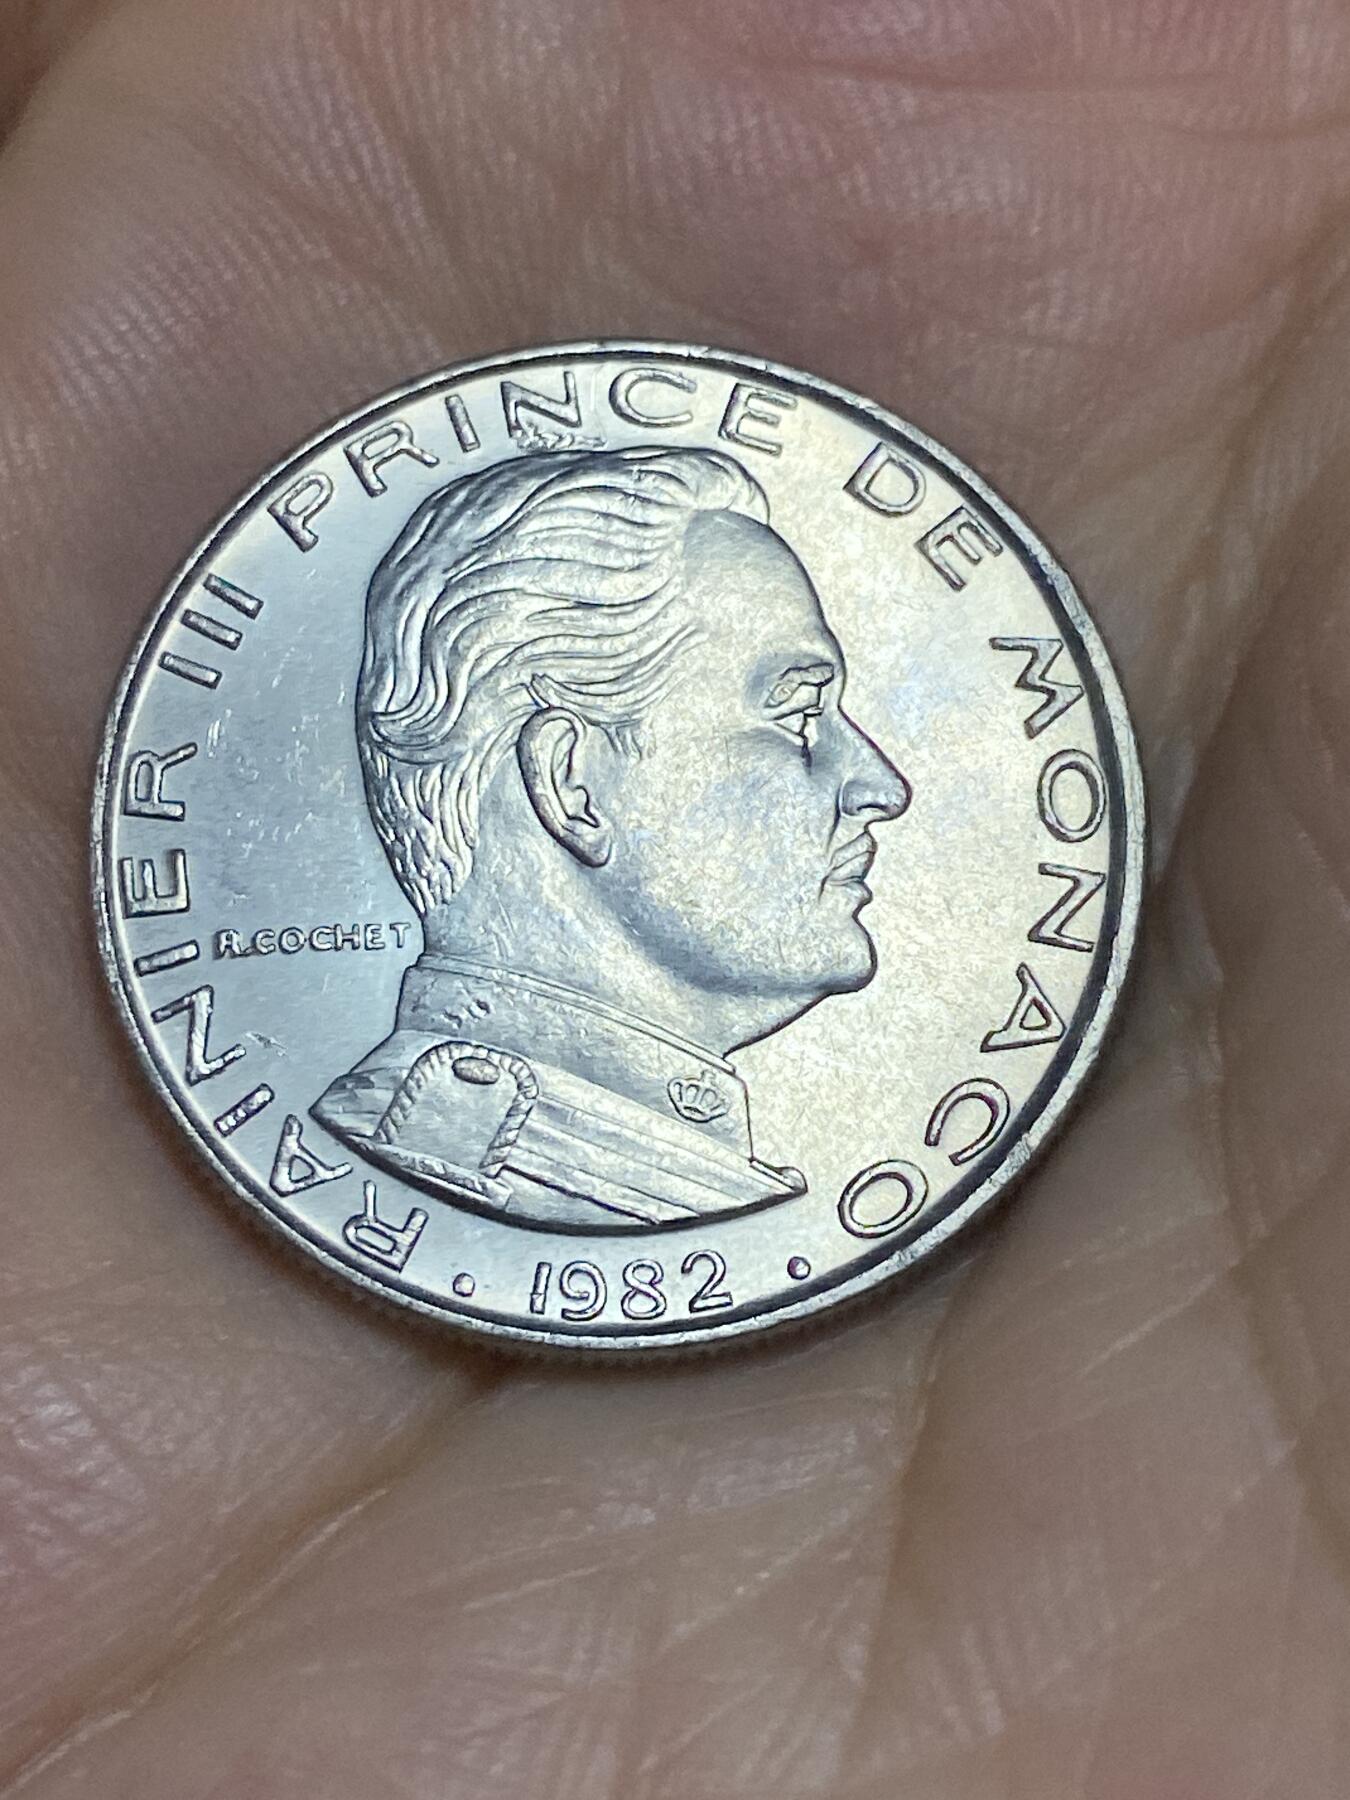 RAINIER III PRINCE DE MONACO
R.COCHET
• 1982 •